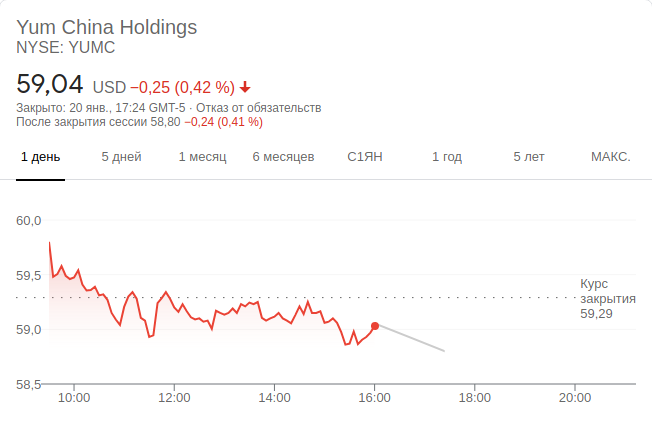 Yum China Holdings
NYSE: YUMC
59,04 USD −0,25 (0,42 %)
Закрыто: 20 янв., 17:24 GMT-5 · Отказ от обязательств
После закрытия сессии 58,80 −0,24 (0,41 %)
1 день 5 дней 1 месяц 6 месяцев С1ЯН 1 год 5 лет МАКС.
60,0
59,5
Курс
закрытия
59,29
59,0
58,5
10:00 12:00 14:00 16:00 18:00 20:00